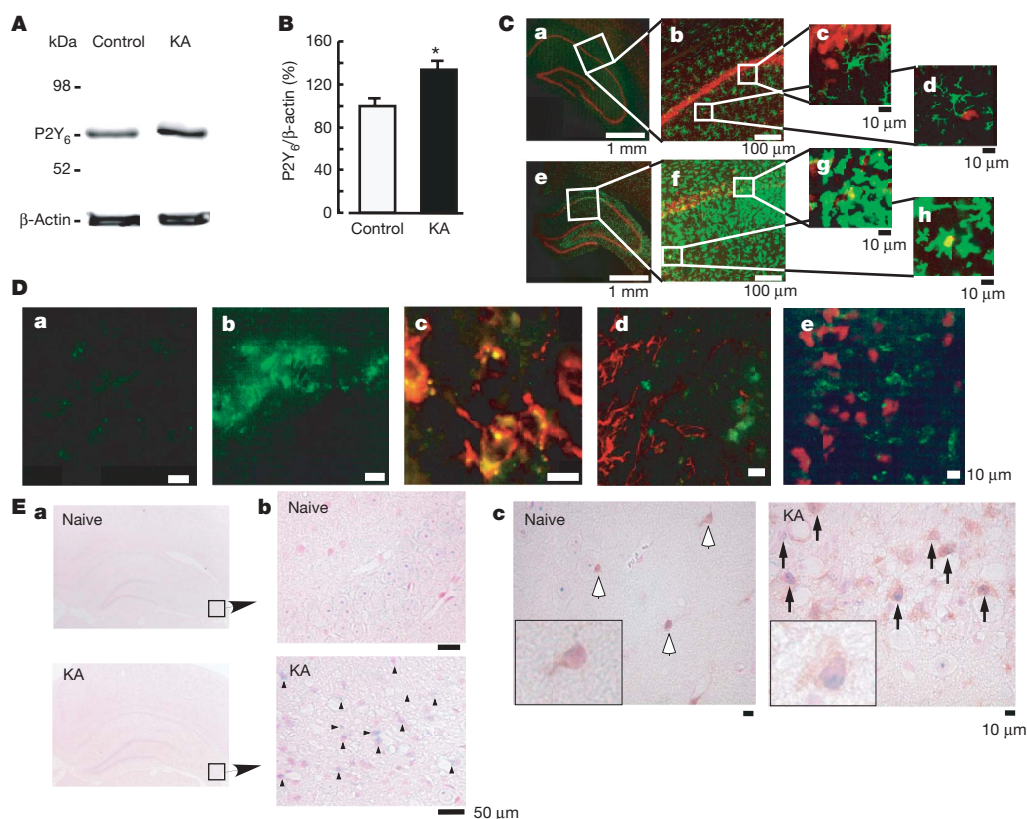 A
kDa
Control
KA
98
P2Y6
52
β-Actin
B
P2Y6/β-actin (%)
160
120
80
40
0
*
Control
KA
C
a
b
c
d
10 μm
10 μm
1 mm
100 μm
e
f
g
h
10 μm
10 μm
1 mm
100 μm
D
a
b
c
d
e
10 μm
E
a
Naive
KA
b
Naive
KA
50 μm
c
Naive
KA
10 μm